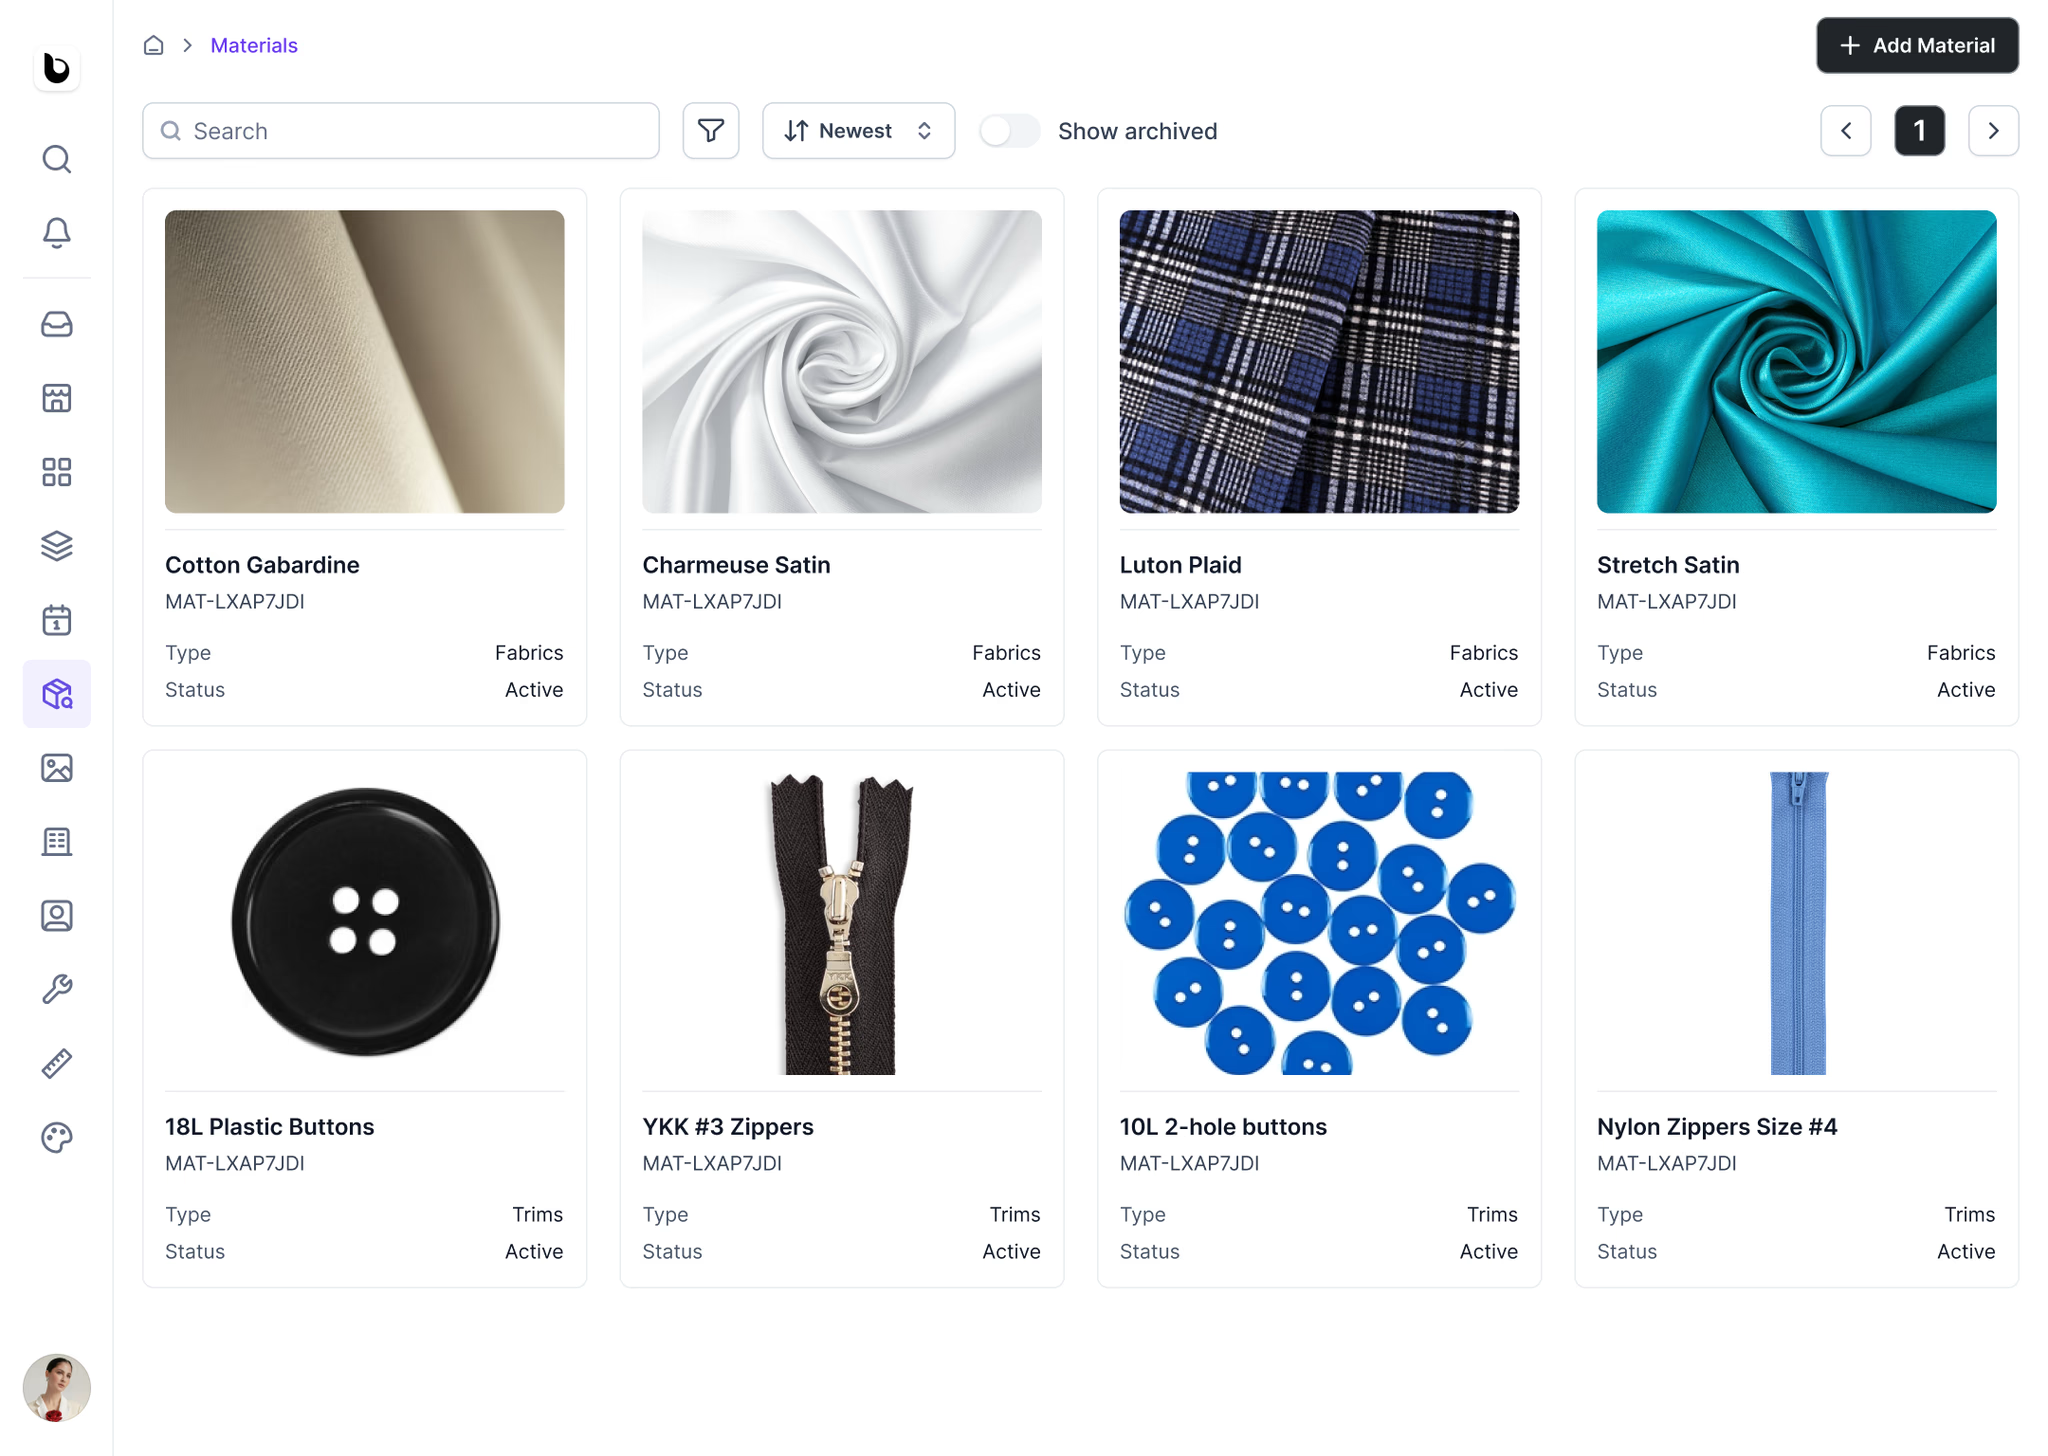 Materials
Add Material
Search
Newest
Show archived
1
Cotton Gabardine
MAT-LXAP7JDI
Type Fabrics
Status Active
Charmeuse Satin
MAT-LXAP7JDI
Type Fabrics
Status Active
Luton Plaid
MAT-LXAP7JDI
Type Fabrics
Status Active
Stretch Satin
MAT-LXAP7JDI
Type Fabrics
Status Active
1
YKK
18L Plastic Buttons
MAT-LXAP7JDI
Type Trims
Status Active
YKK #3 Zippers
MAT-LXAP7JDI
Type Trims
Status Active
10L 2-hole buttons
MAT-LXAP7JDI
Type Trims
Status Active
Nylon Zippers Size #4
MAT-LXAP7JDI
Type Trims
Status Active